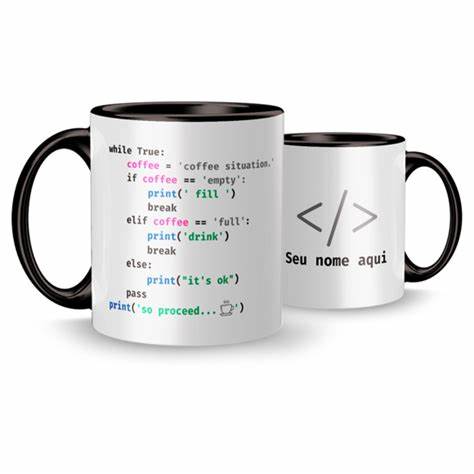 while True:
    coffee = 'coffee situation.'
    if coffee == 'empty':
        print(' fill ')
        break
    elif coffee == 'full':
        print('drink')
        break
    else:
        print("it's ok")
    pass
print('so proceed...☕')
</>
Seu nome aqui